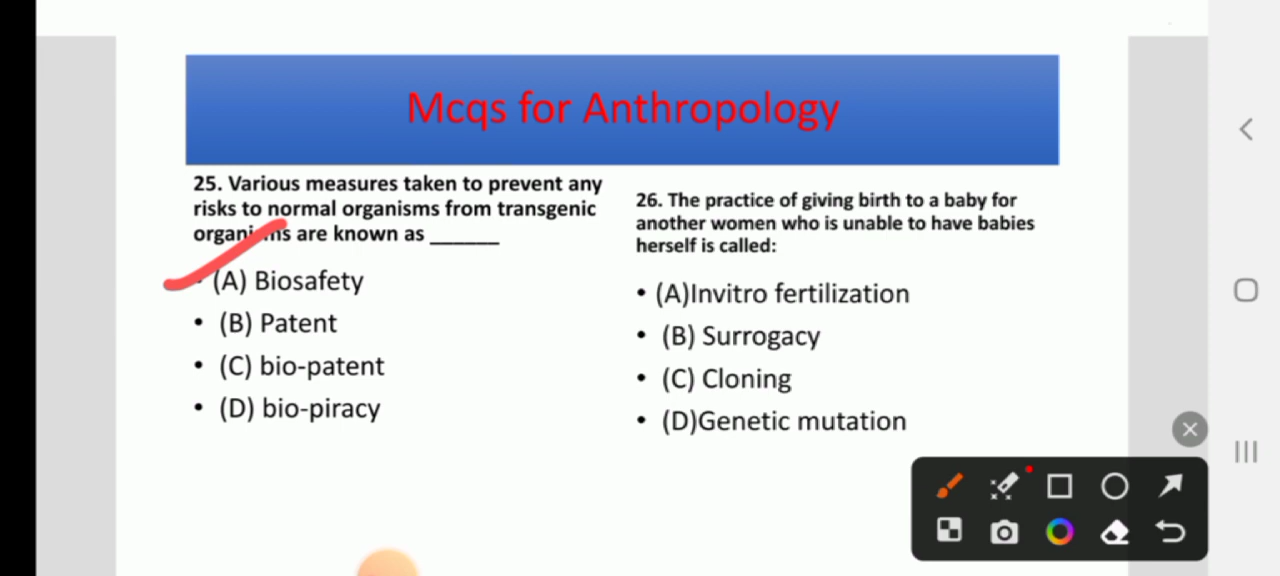 Mcqs for Anthropology
25. Various measures taken to prevent any
risks to normal organisms from transgenic
organisms are known as ______
• (A) Biosafety
• (B) Patent
• (C) bio-patent
• (D) bio-piracy
26. The practice of giving birth to a baby for
another women who is unable to have babies
herself is called:
• (A)Invitro fertilization
• (B) Surrogacy
• (C) Cloning
• (D)Genetic mutation